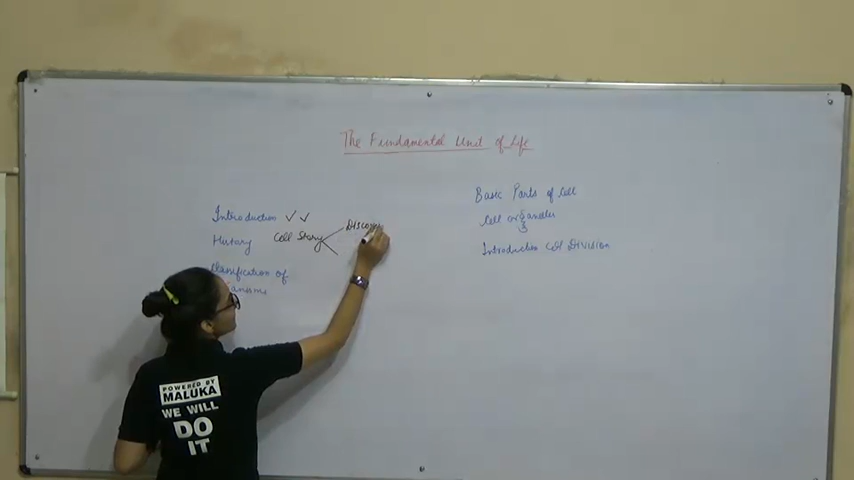 The Fundamental Unit of Life
Introduction
History Cell Story
Classification of
Basic Parts of Cell
Cell
Introduction Cell DIVISION
POWERED BY
MALUKA
WE WILL
DO
IT